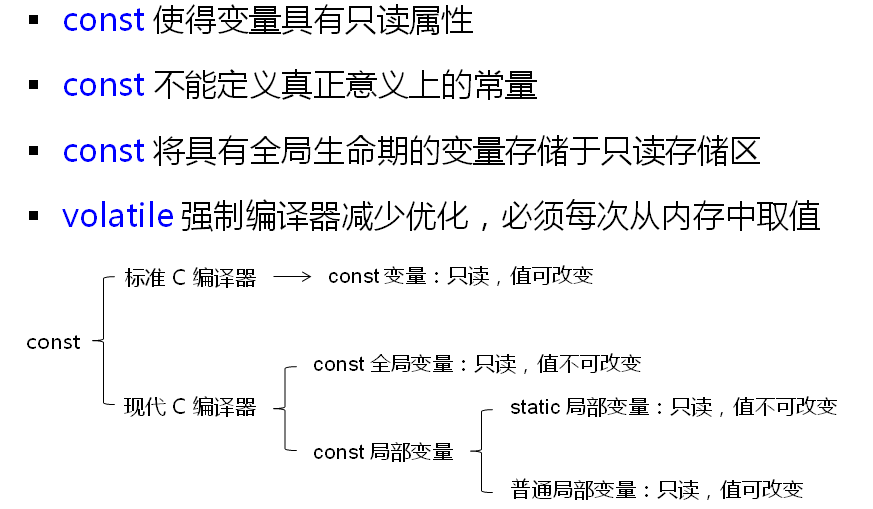 ▪ const 使得变量具有只读属性
▪ const 不能定义真正意义上的常量
▪ const 将具有全局生命期的变量存储于只读存储区
▪ volatile 强制编译器减少优化，必须每次从内存中取值
标准 C 编译器 → const 变量：只读，值可改变
const
const 全局变量：只读，值不可改变
现代 C 编译器
static 局部变量：只读，值不可改变
const 局部变量
普通局部变量：只读，值可改变